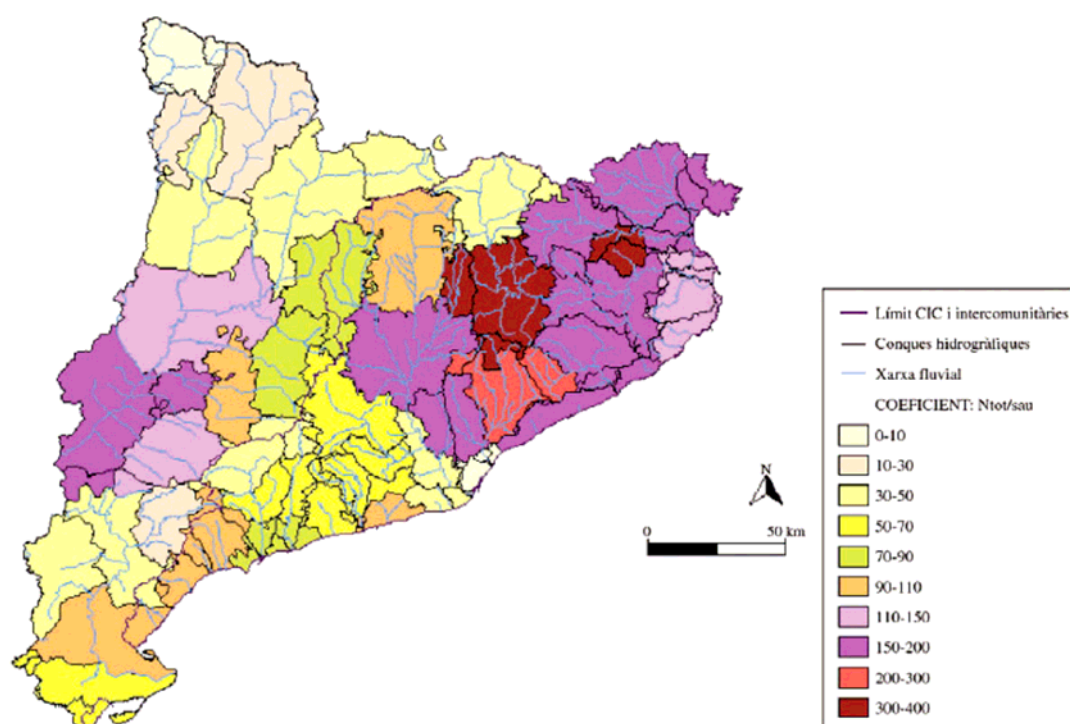 Límit CIC i intercomunitàries
Conques hidrogràfiques
Xarxa fluvial
COEFICIENT: Ntot/sau
0-10
10-30
30-50
50-70
70-90
90-110
110-150
150-200
200-300
300-400
N
0 50 km